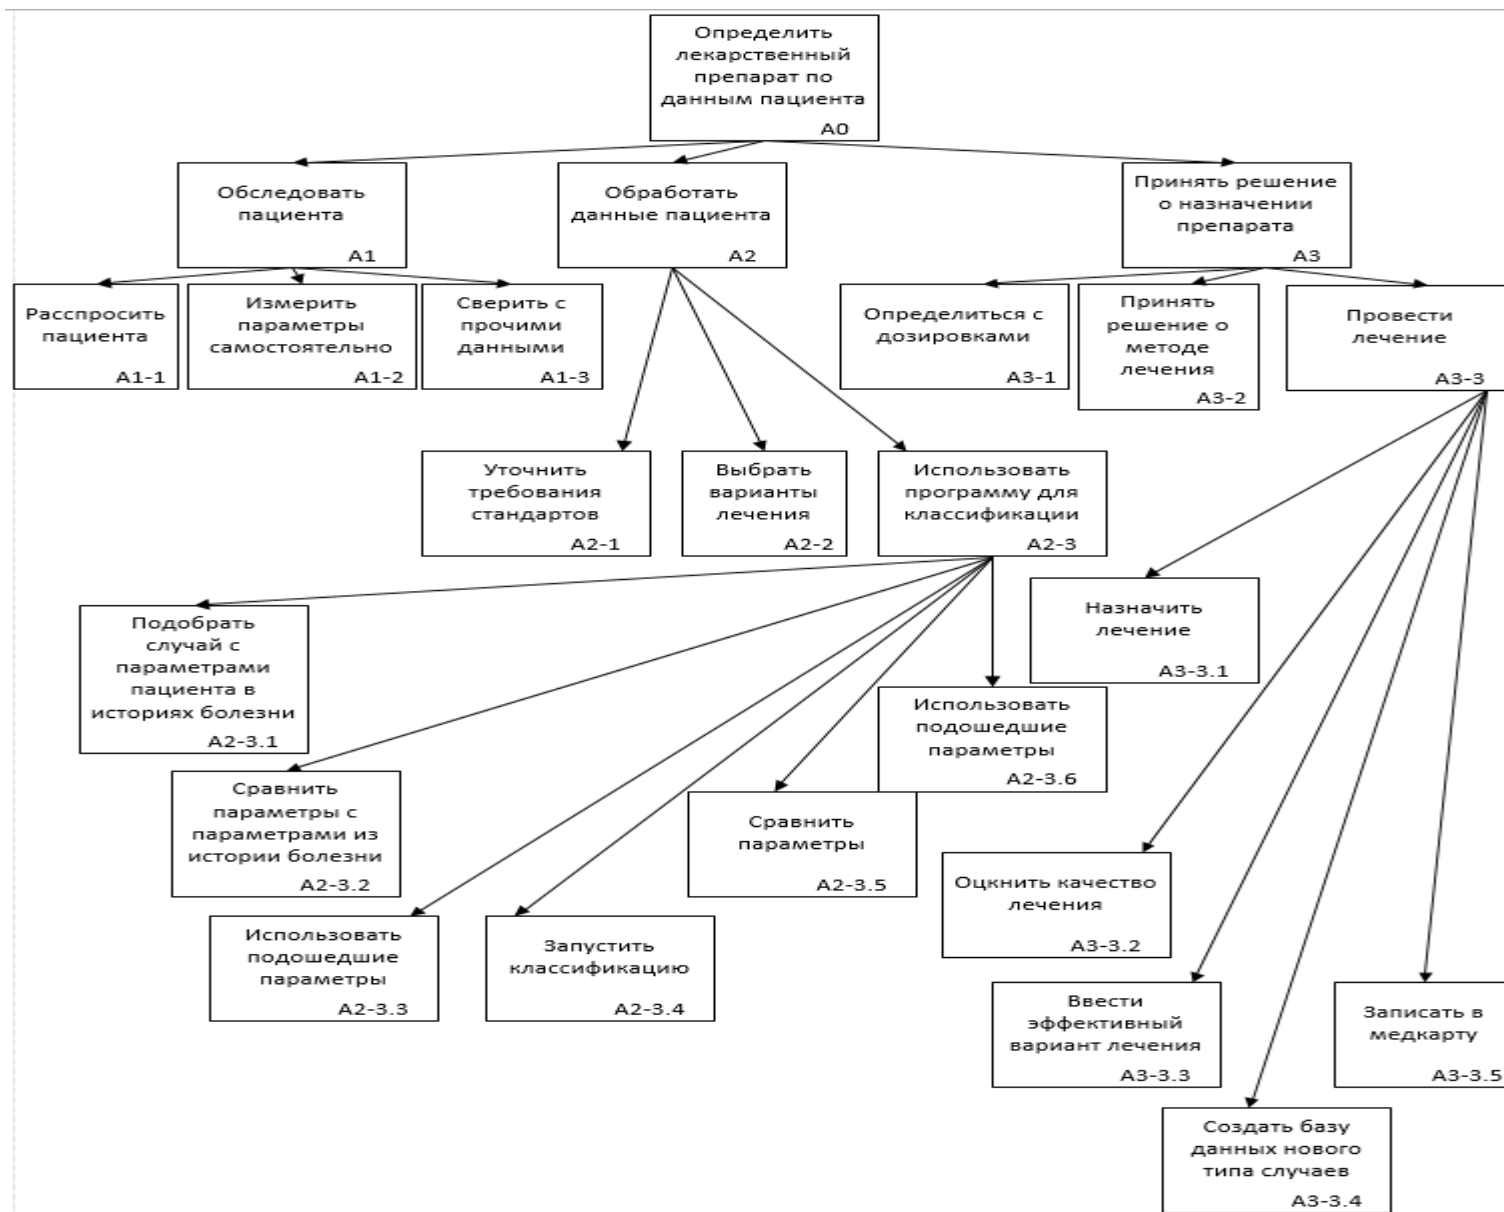 Определить
лекарственный
препарат по
данным пациента
A0
Обследовать
пациента
A1
Обработать
данные пациента
A2
Принять решение
о назначении
препарата
A3
Расспросить
пациента
A1-1
Измерить
параметры
самостоятельно
A1-2
Сверить с
прочими
данными
A1-3
Определиться с
дозировками
A3-1
Принять
решение о
методе
лечения
A3-2
Провести
лечение
A3-3
Уточнить
требования
стандартов
A2-1
Выбрать
варианты
лечения
A2-2
Использовать
программу для
классификации
A2-3
Подобрать
случай с
параметрами
пациента в
историях болезни
A2-3.1
Назначить
лечение
A3-3.1
Использовать
подошедшие
параметры
A2-3.6
Сравнить
параметры с
параметрами из
истории болезни
A2-3.2
Сравнить
параметры
A2-3.5
Оцкнить качество
лечения
A3-3.2
Использовать
подошедшие
параметры
A2-3.3
Запустить
классификацию
A2-3.4
Ввести
эффективный
вариант лечения
A3-3.3
Записать в
медкарту
A3-3.5
Создать базу
данных нового
типа случаев
A3-3.4